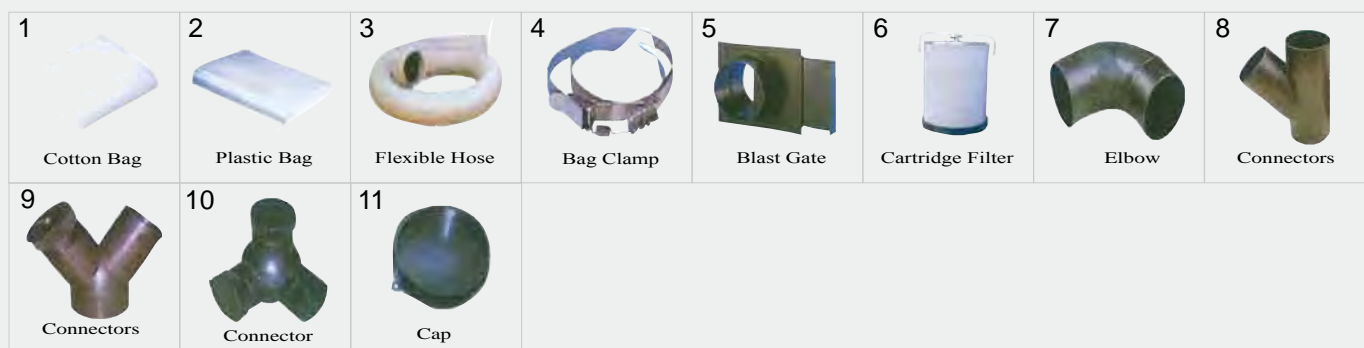 1
Cotton Bag
2
Plastic Bag
3
Flexible Hose
4
Bag Clamp
5
Blast Gate
6
Cartridge Filter
7
Elbow
8
Connectors
9
Connectors
10
Connector
11
Cap